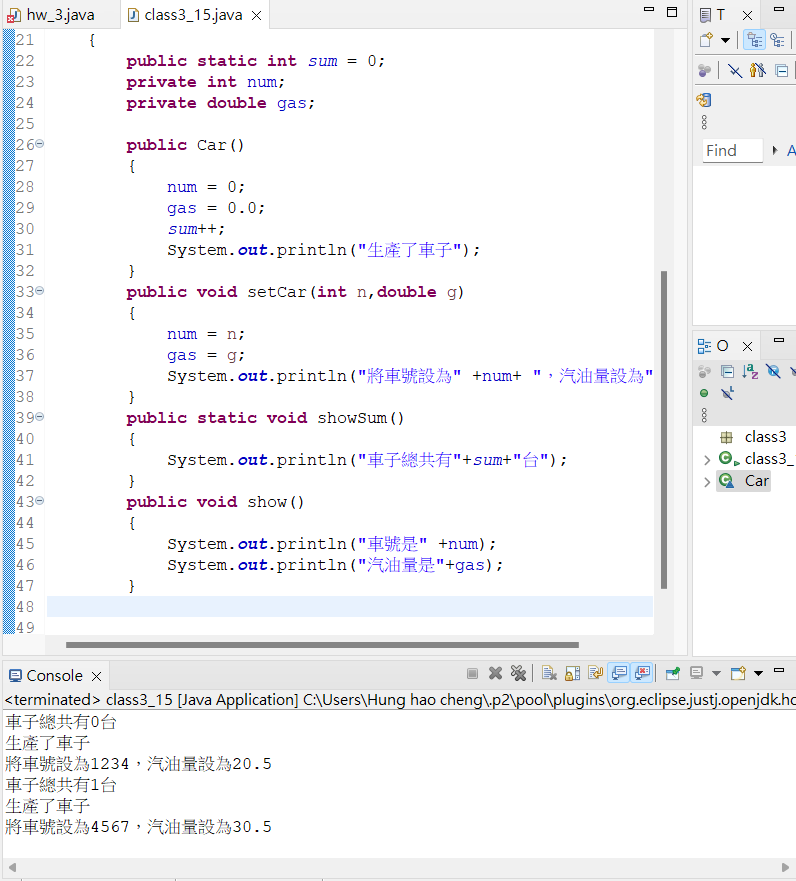 hw_3.java
class3_15.java
T
21 {
22 public static int sum = 0;
23 private int num;
24 private double gas;
25
26 public Car()
27 {
28 num = 0;
29 gas = 0.0;
30 sum++;
31 System.out.println("生產了車子");
32 }
33 public void setCar(int n,double g)
34 {
35 num = n;
36 gas = g;
37 System.out.println("將車號設為" +num+ "，汽油量設為"
38 }
39 public static void showSum()
40 {
41 System.out.println("車子總共有"+sum+"台");
42 }
43 public void show()
44 {
45 System.out.println("車號是" +num);
46 System.out.println("汽油量是"+gas);
47 }
48
49
Find
A
O
class3
class3_
Car
Console
<terminated> class3_15 [Java Application] C:\Users\Hung hao cheng\.p2\pool\plugins\org.eclipse.justj.openjdk.ho
車子總共有0台
生產了車子
將車號設為1234，汽油量設為20.5
車子總共有1台
生產了車子
將車號設為4567，汽油量設為30.5